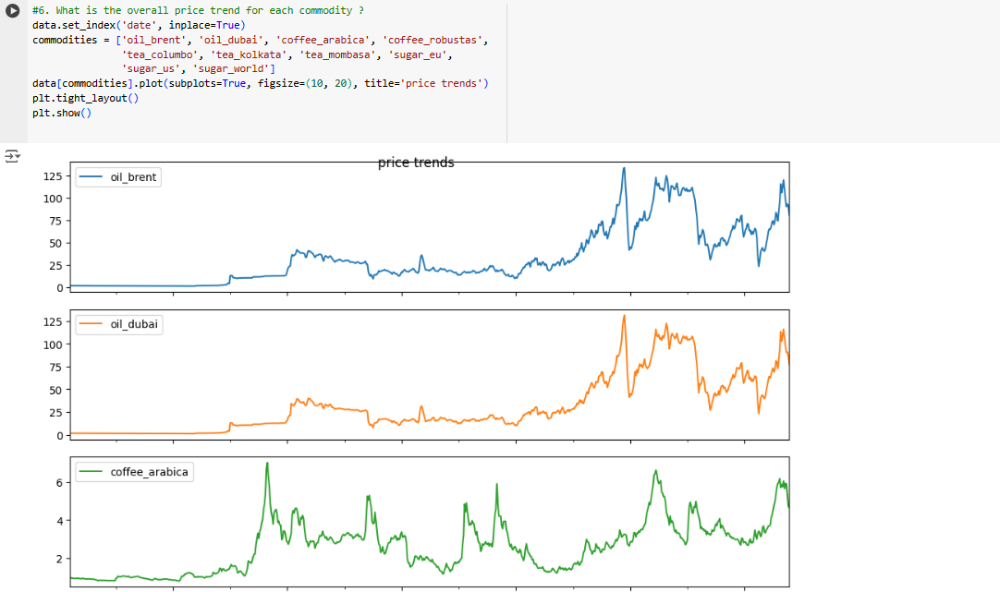 #6. What is the overall price trend for each commodity ?
data.set_index('date', inplace=True)
commodities = ['oil_brent', 'oil_dubai', 'coffee_arabica', 'coffee_robustas',
'tea_columbo', 'tea_kolkata', 'tea_mombasa', 'sugar_eu',
'sugar_us', 'sugar_world']
data[commodities].plot(subplots=True, figsize=(10, 20), title='price trends')
plt.tight_layout()
plt.show()
price trends
oil_brent
125
100
75
50
25
0
oil_dubai
125
100
75
50
25
0
coffee_arabica
6
4
2